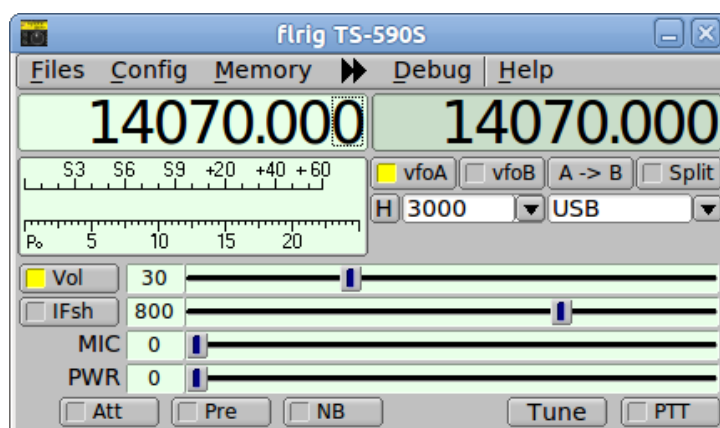 flrig TS-590S
Files Config Memory Debug Help
14070.000 14070.000
S3 S6 S9 +20 +40 +60
vfoA vfoB A -> B Split
H 3000 USB
Po 5 10 15 20
Vol 30
IFsh 800
MIC 0
PWR 0
Att Pre NB Tune PTT